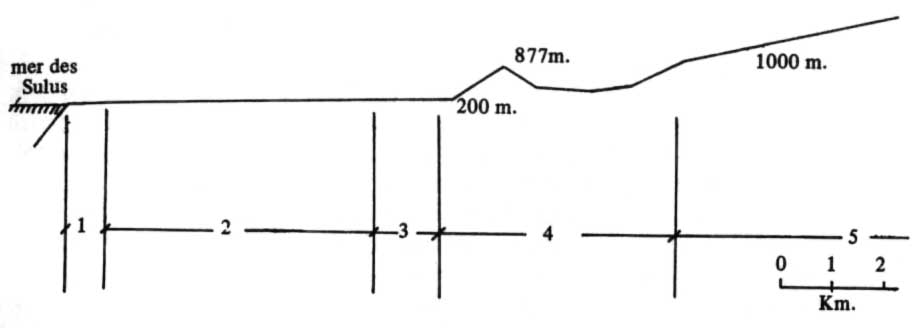 877m.
mer des
Sulus
1000 m.
200 m.
1
2
3
4
5
0 1 2
Km.